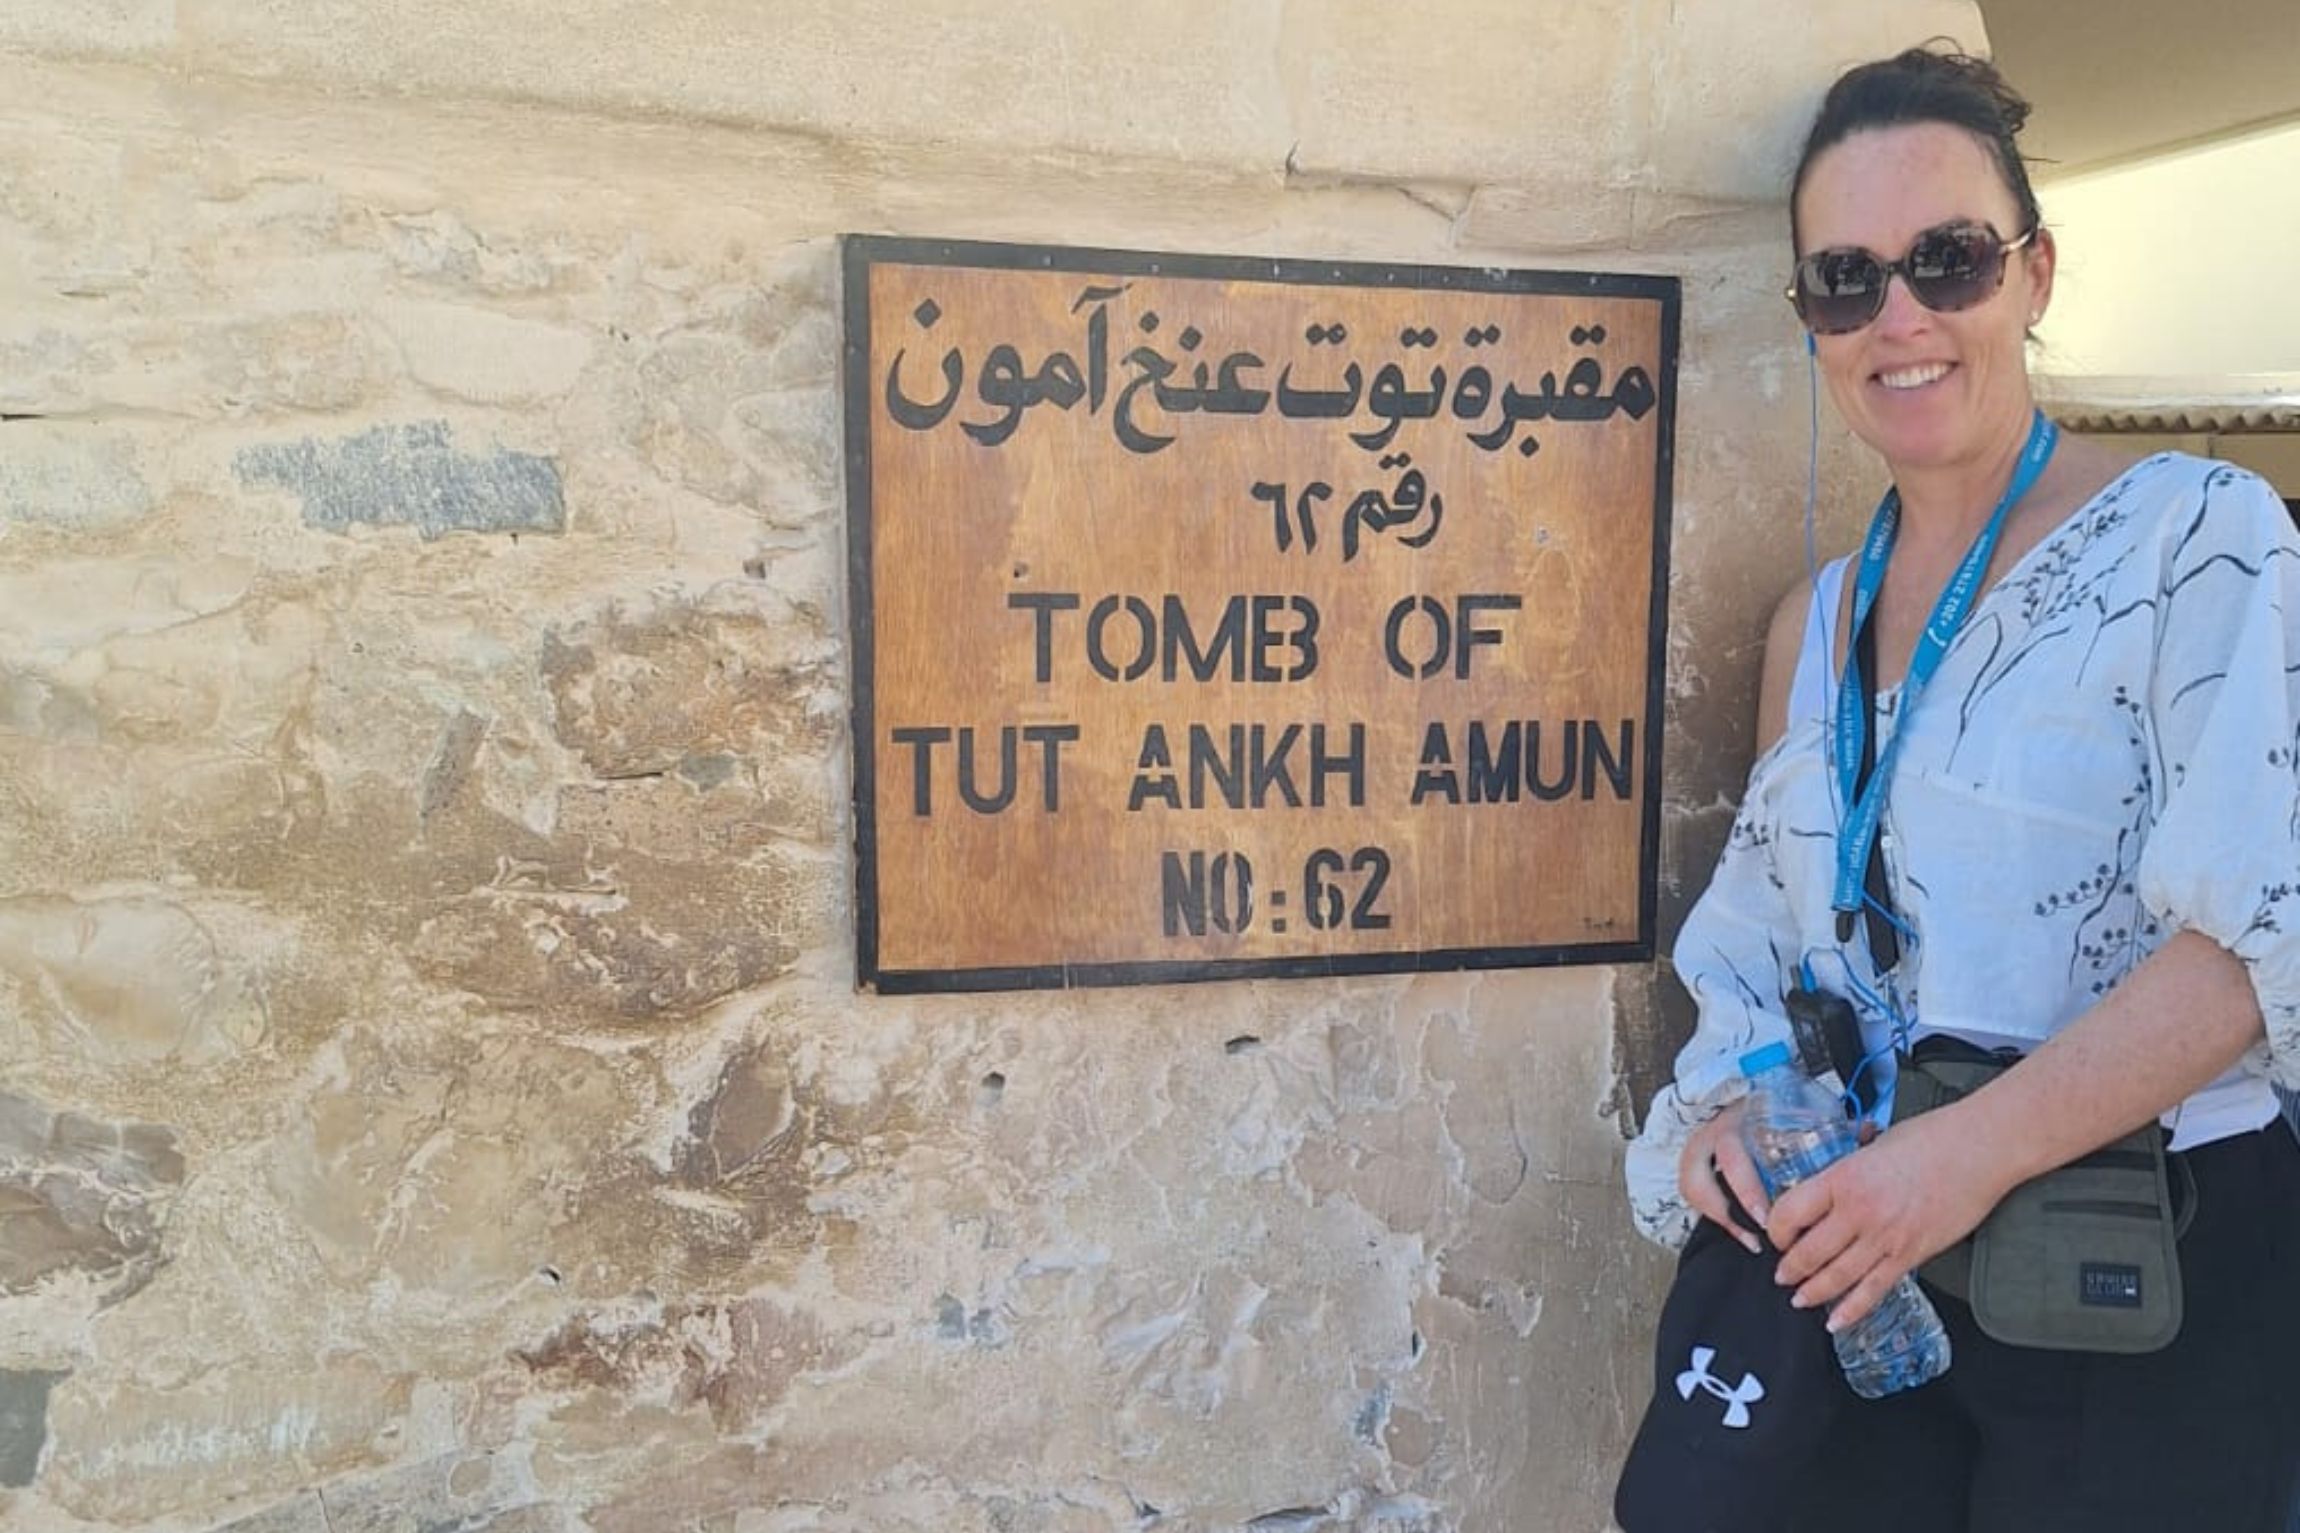 مقبرة توت عنخ آمون
رقم ٦٢
TOMB OF
TUT ANKH AMUN
NO: 62